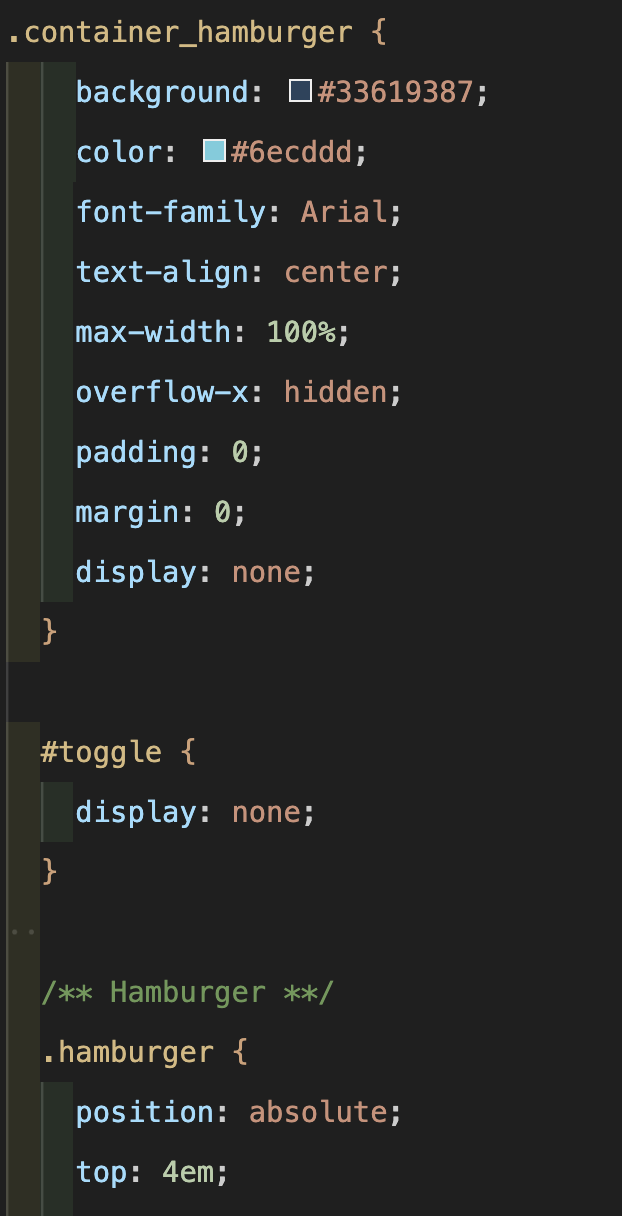 .container_hamburger {
background: #33619387;
color: #6ecddd;
font-family: Arial;
text-align: center;
max-width: 100%;
overflow-x: hidden;
padding: 0;
margin: 0;
display: none;
}
#toggle {
display: none;
}
/** Hamburger **/
.hamburger {
position: absolute;
top: 4em;